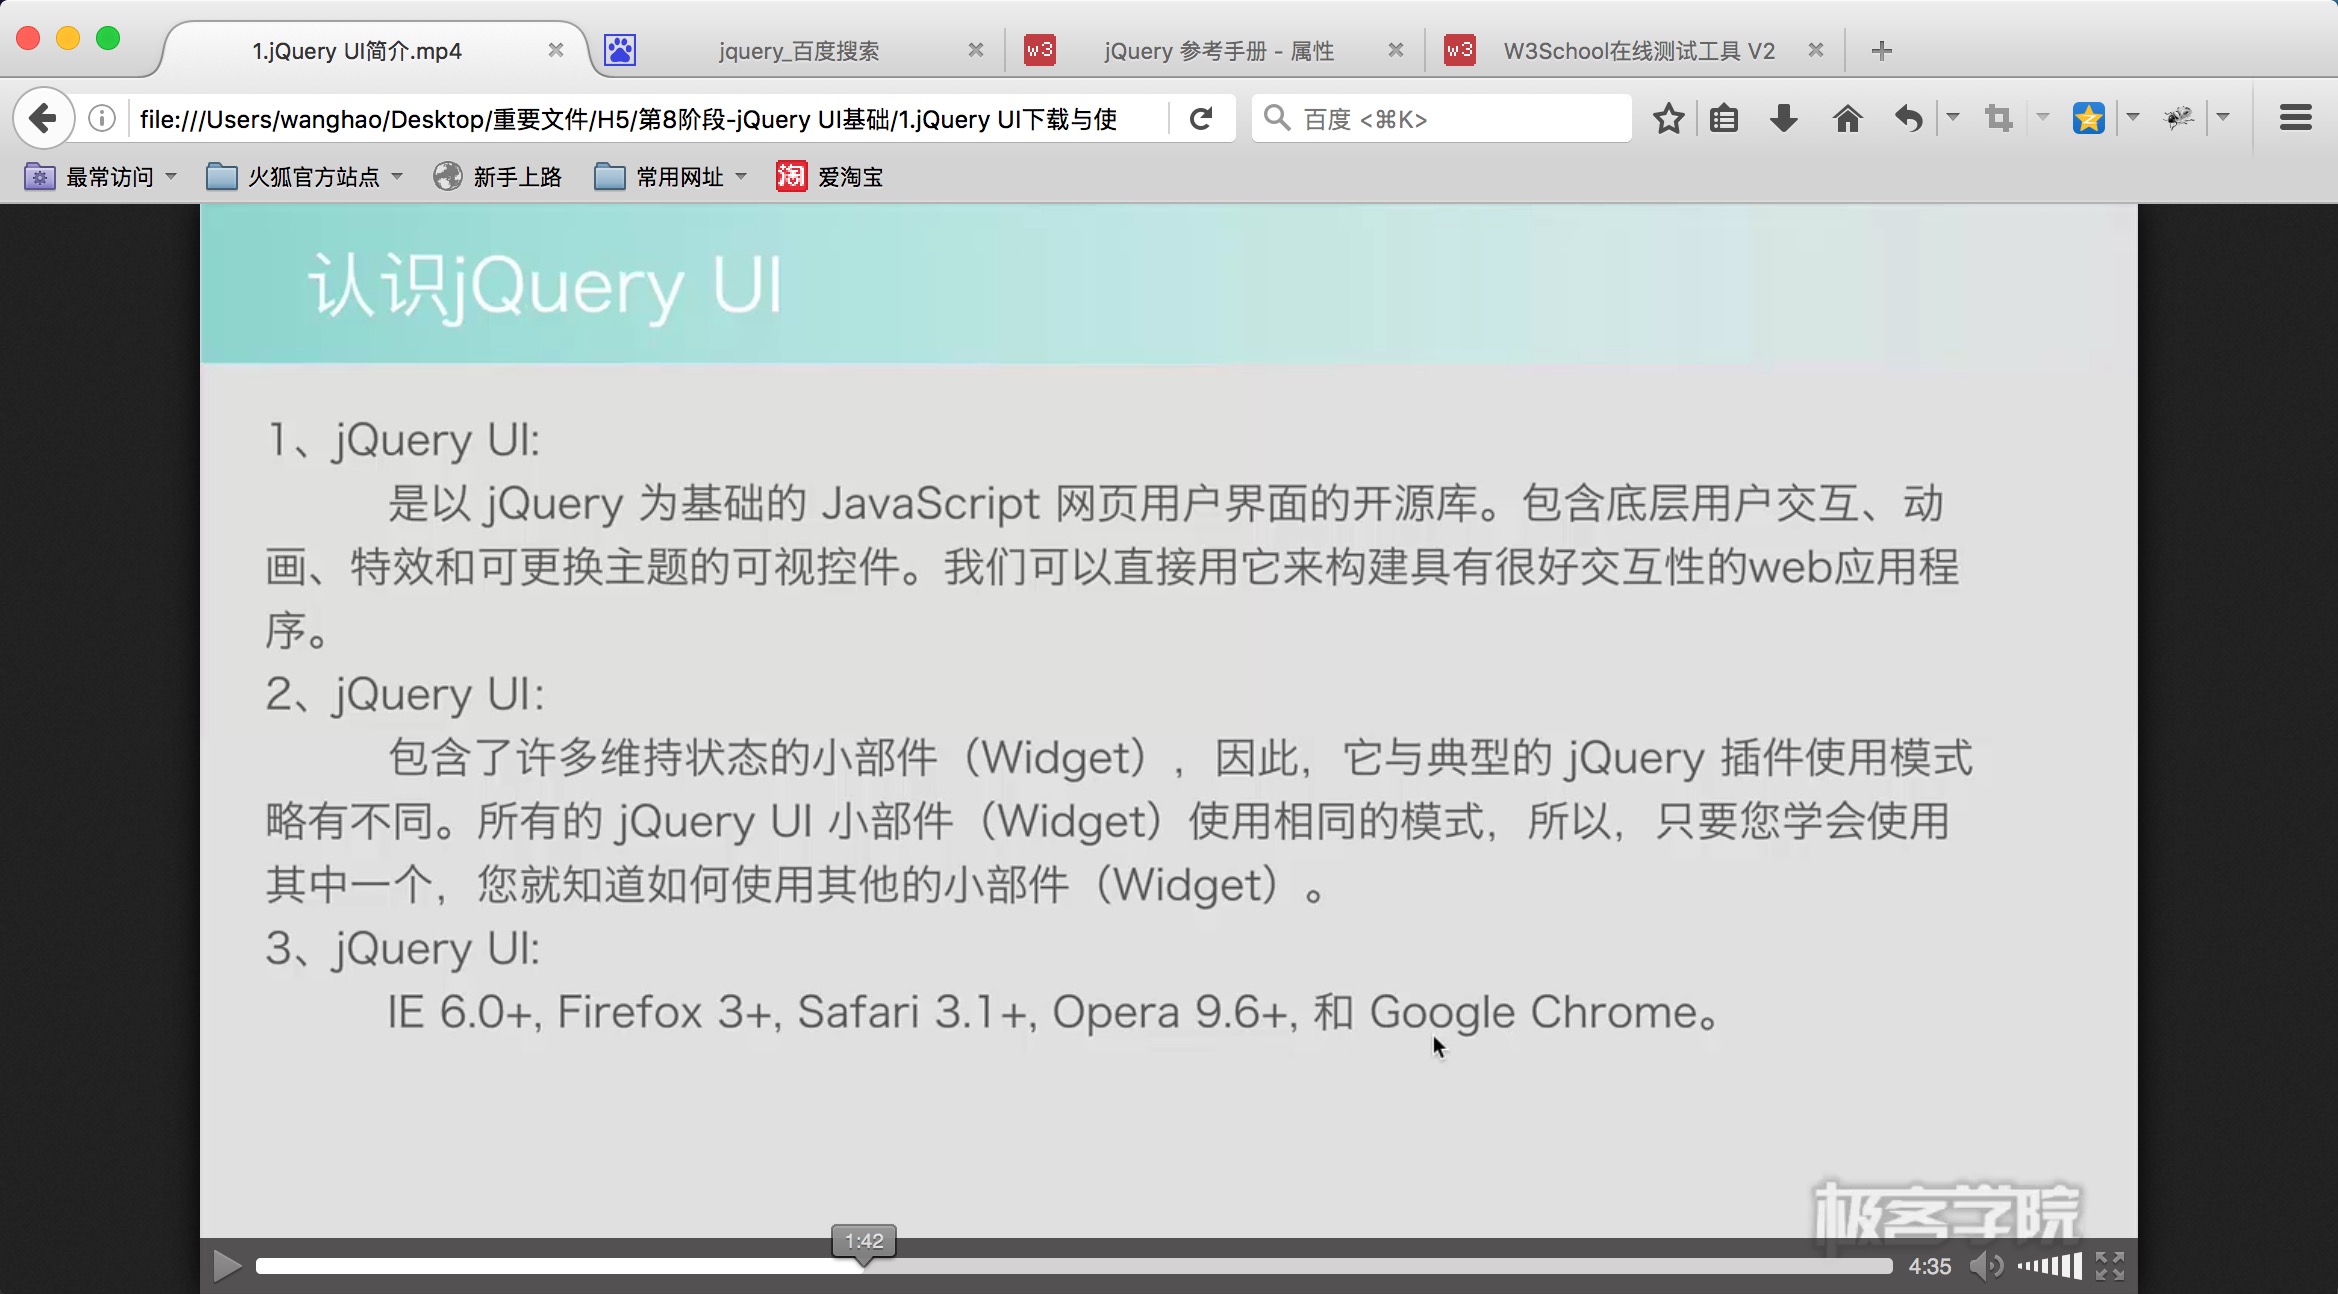 1.jQuery UI简介.mp4
jquery_百度搜索
w3
jQuery 参考手册 - 属性
w3
W3School在线测试工具 V2
file:///Users/wanghao/Desktop/重要文件/H5/第8阶段-jQuery UI基础/1.jQuery UI下载与使
百度 <⌘K>
最常访问
火狐官方站点
新手上路
常用网址
淘
爱淘宝
认识jQuery UI
1、jQuery UI:
是以 jQuery 为基础的 JavaScript 网页用户界面的开源库。包含底层用户交互、动
画、特效和可更换主题的可视控件。我们可以直接用它来构建具有很好交互性的web应用程
序。
2、jQuery UI:
包含了许多维持状态的小部件（Widget），因此，它与典型的 jQuery 插件使用模式
略有不同。所有的 jQuery UI 小部件（Widget）使用相同的模式，所以，只要您学会使用
其中一个，您就知道如何使用其他的小部件（Widget）。
3、jQuery UI:
IE 6.0+, Firefox 3+, Safari 3.1+, Opera 9.6+, 和 Google Chrome。
极客学院
1:42
4:35